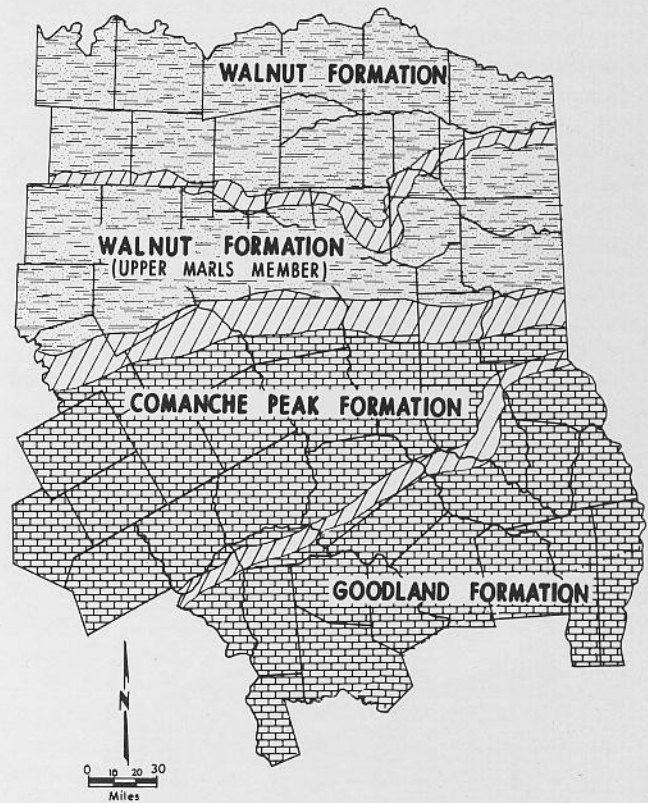 WALNUT FORMATION
WALNUT FORMATION
(UPPER MARLS MEMBER)
COMANCHE PEAK FORMATION
GOODLAND FORMATION
N
0 10 20 30
Miles